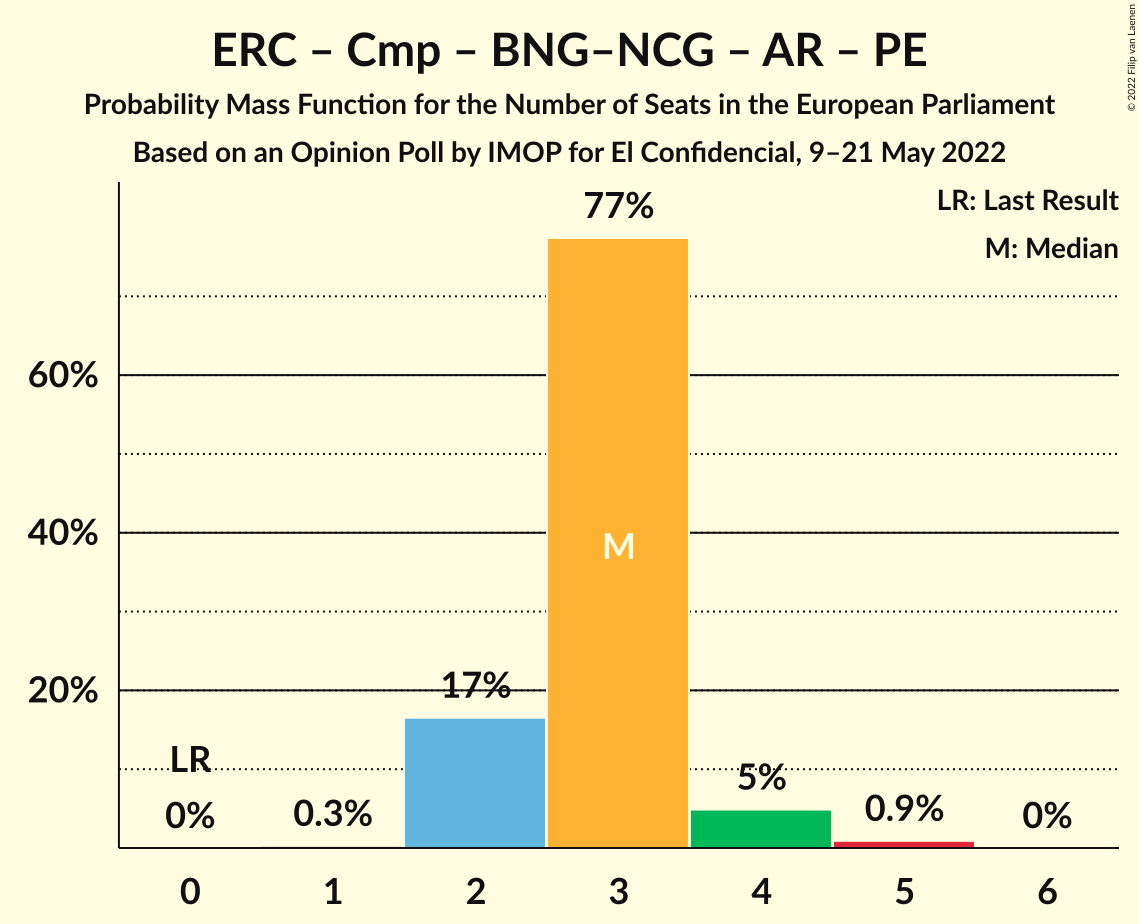 ERC – Cmp – BNG–NCG – AR – PE
Probability Mass Function for the Number of Seats in the European Parliament
Based on an Opinion Poll by IMOP for El Confidencial, 9–21 May 2022
© 2022 Filip van Laenen
LR: Last Result
M: Median
77%
60%
40%
M
20%
17%
LR
0%
0.3%
5%
0.9%
0%
0 1 2 3 4 5 6